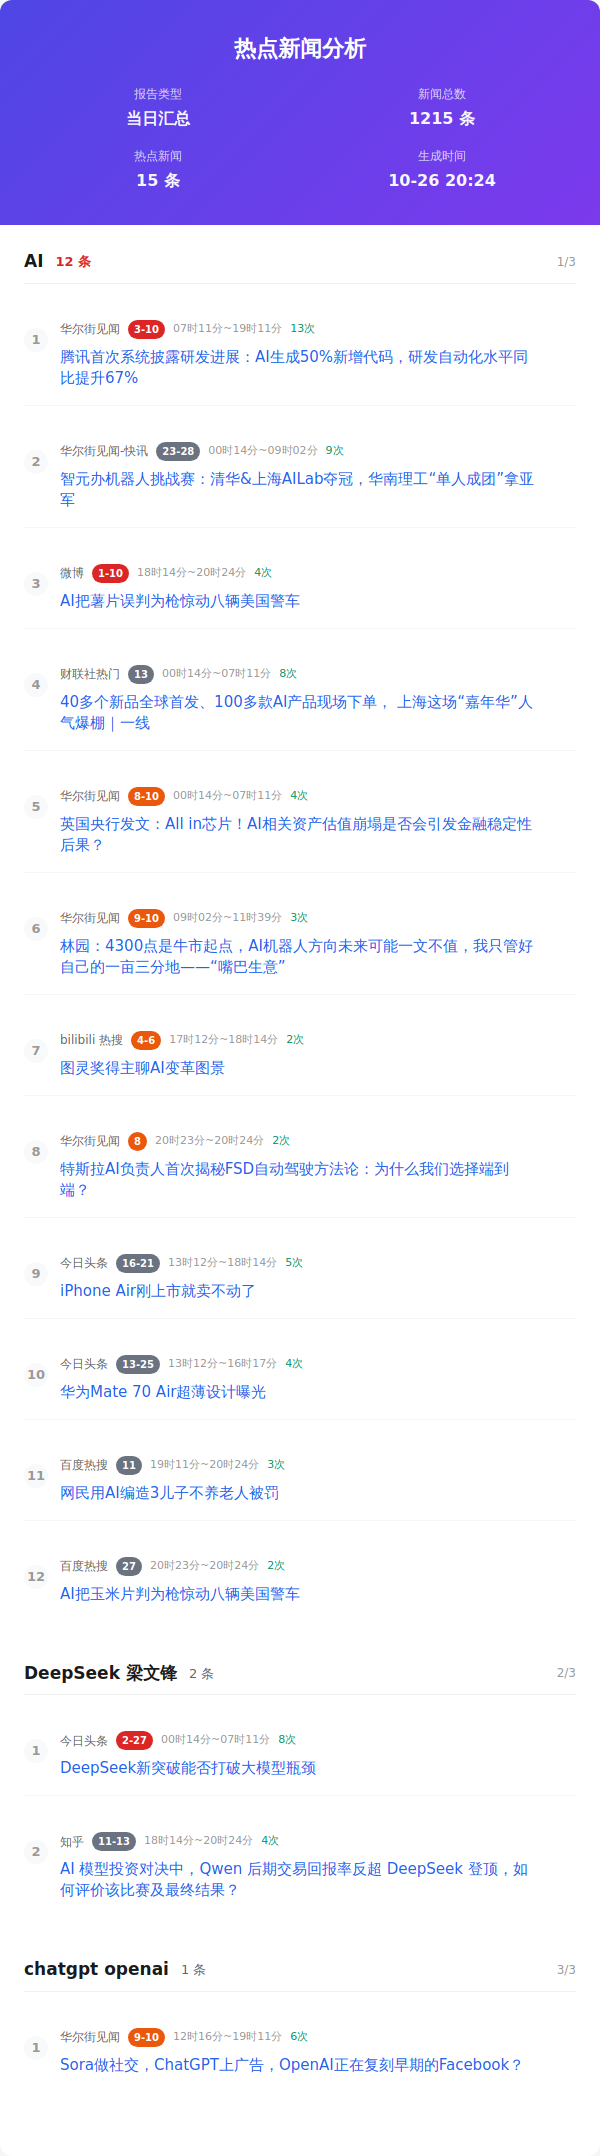 热点新闻分析
报告类型
新闻总数
当日汇总
1215 条
热点新闻
生成时间
15 条
10-26 20:24
AI 12 条 1/3
1
华尔街见闻 3-10 07时11分~19时11分 13次
腾讯首次系统披露研发进展：AI生成50%新增代码，研发自动化水平同
比提升67%
2
华尔街见闻-快讯 23-28 00时14分~09时02分 9次
智元办机器人挑战赛：清华&上海AILab夺冠，华南理工“单人成团”拿亚
军
3
微博 1-10 18时14分~20时24分 4次
AI把薯片误判为枪惊动八辆美国警车
4
财联社热门 13 00时14分~07时11分 8次
40多个新品全球首发、100多款AI产品现场下单， 上海这场“嘉年华”人
气爆棚｜一线
5
华尔街见闻 8-10 00时14分~07时11分 4次
英国央行发文：All in芯片！AI相关资产估值崩塌是否会引发金融稳定性
后果？
6
华尔街见闻 9-10 09时02分~11时39分 3次
林园：4300点是牛市起点，AI机器人方向未来可能一文不值，我只管好
自己的一亩三分地——“嘴巴生意”
7
bilibili 热搜 4-6 17时12分~18时14分 2次
图灵奖得主聊AI变革图景
8
华尔街见闻 8 20时23分~20时24分 2次
特斯拉AI负责人首次揭秘FSD自动驾驶方法论：为什么我们选择端到
端？
9
今日头条 16-21 13时12分~18时14分 5次
iPhone Air刚上市就卖不动了
10
今日头条 13-25 13时12分~16时17分 4次
华为Mate 70 Air超薄设计曝光
11
百度热搜 11 19时11分~20时24分 3次
网民用AI编造3儿子不养老人被罚
12
百度热搜 27 20时23分~20时24分 2次
AI把玉米片判为枪惊动八辆美国警车
DeepSeek 梁文锋 2 条 2/3
1
今日头条 2-27 00时14分~07时11分 8次
DeepSeek新突破能否打破大模型瓶颈
2
知乎 11-13 18时14分~20时24分 4次
AI 模型投资对决中，Qwen 后期交易回报率反超 DeepSeek 登顶，如
何评价该比赛及最终结果？
chatgpt openai 1 条 3/3
1
华尔街见闻 9-10 12时16分~19时11分 6次
Sora做社交，ChatGPT上广告，OpenAI正在复刻早期的Facebook？